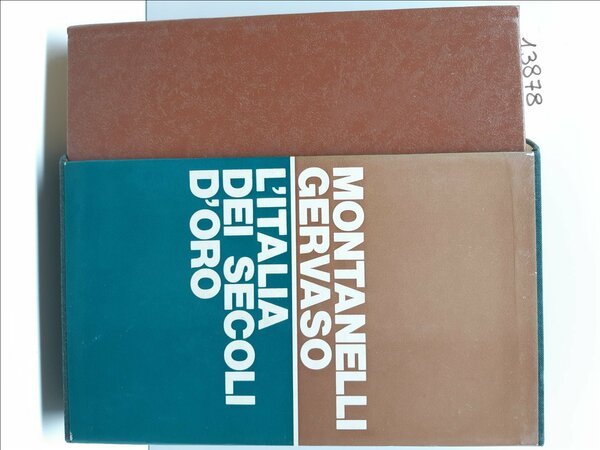 MONTANELLI
GERVASO
L'ITALIA
DEI SECOLI
D'ORO
13878